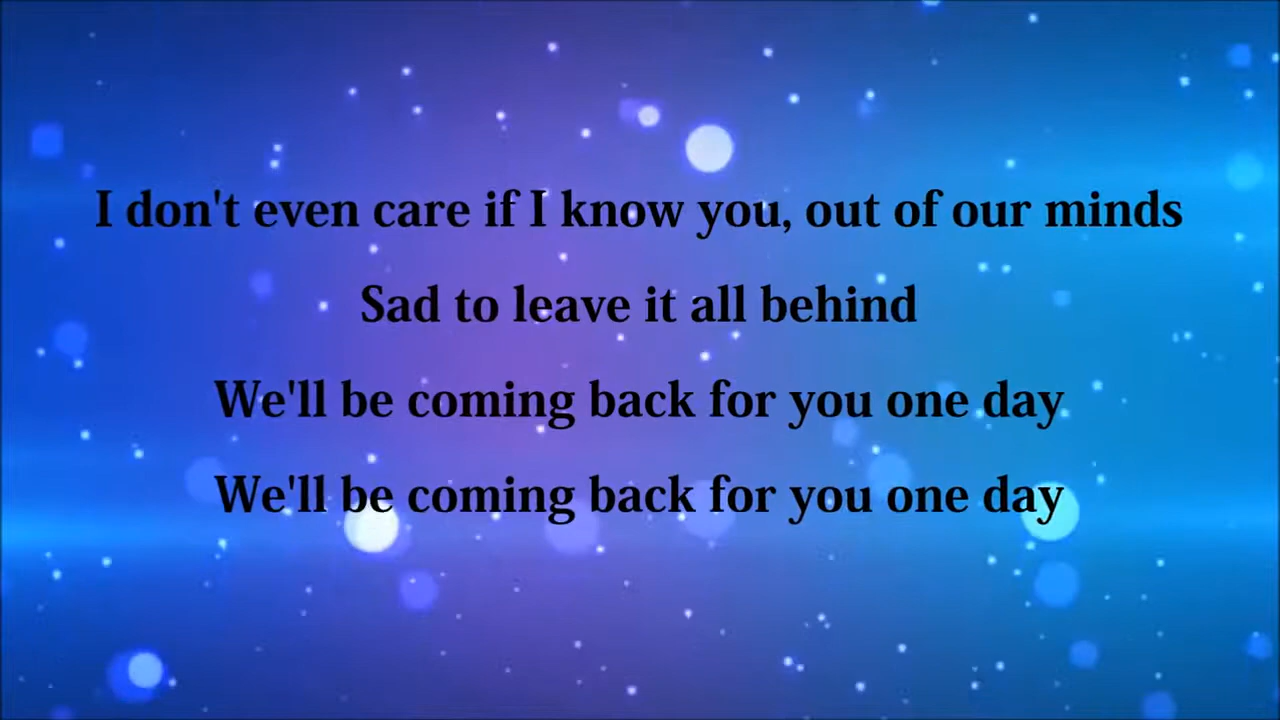 I don't even care if I know you, out of our minds
Sad to leave it all behind
We'll be coming back for you one day
We'll be coming back for you one day